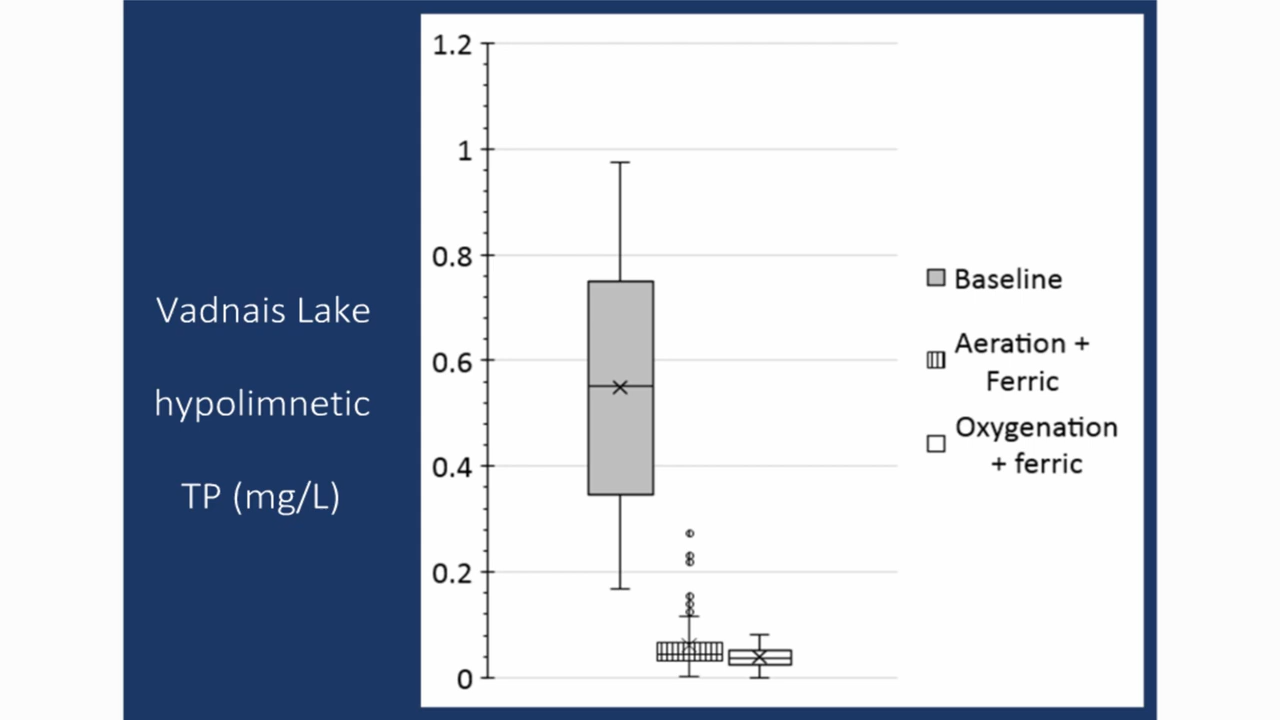 Vadnais Lake
hypolimnetic
TP (mg/L)
1.2
1
0.8
0.6
0.4
0.2
0
Baseline
Aeration +
Ferric
Oxygenation
+ ferric